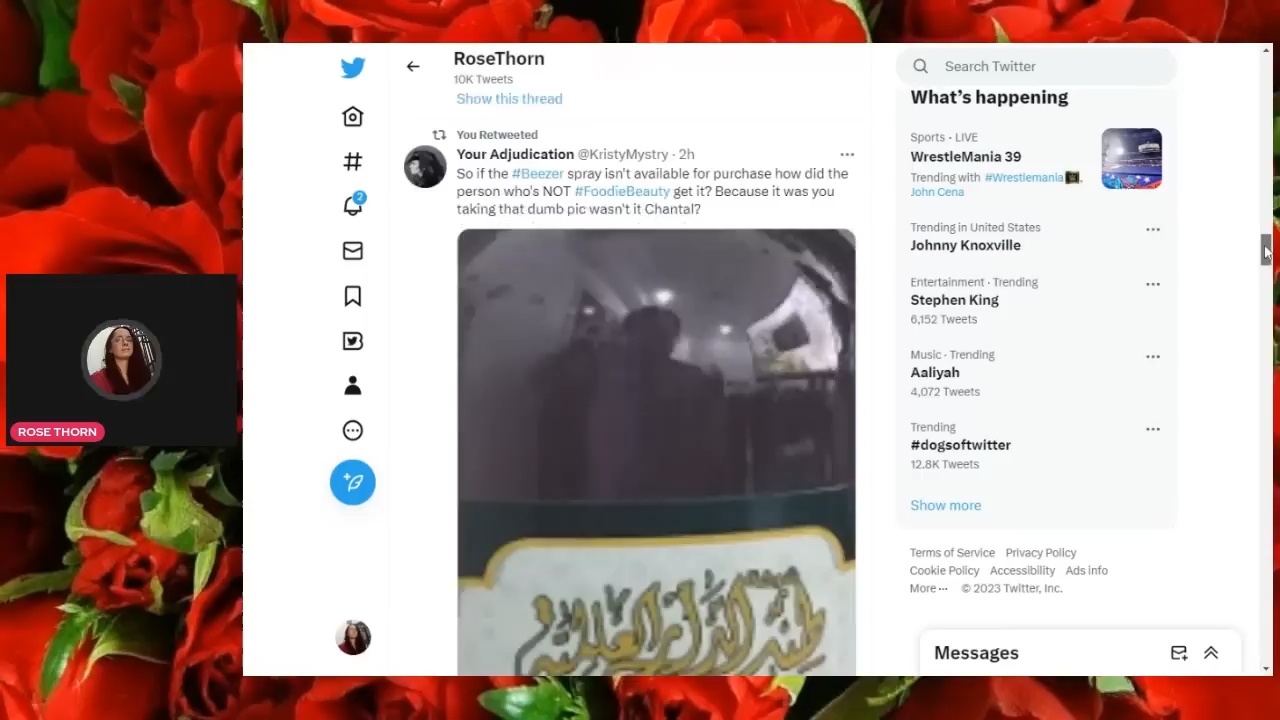 RoseThorn
10K Tweets
Show this thread
You Retweeted
Your Adjudication @KristyMystry · 2h
So if the #Beezer spray isn't available for purchase how did the
person who's NOT #FoodieBeauty get it? Because it was you
taking that dumb pic wasn't it Chantal?
Search Twitter
What's happening
Sports · LIVE
WrestleMania 39
Trending with #Wrestlemania,
John Cena
Trending in United States
Johnny Knoxville
Entertainment · Trending
Stephen King
6,152 Tweets
Music · Trending
Aaliyah
4,072 Tweets
Trending
#dogsoftwitter
12.8K Tweets
Show more
Terms of Service Privacy Policy
Cookie Policy Accessibility Ads info
More ··· © 2023 Twitter, Inc.
Messages
2
ROSE THORN